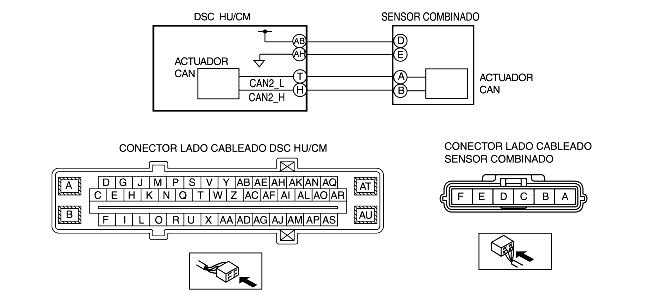 DSC HU/CM
SENSOR COMBINADO
AB
D
AH
E
ACTUADOR
CAN
T
A
ACTUADOR
CAN
CAN2_L
H
B
CAN2_H
CONECTOR LADO CABLEADO DSC HU/CM
CONECTOR LADO CABLEADO
SENSOR COMBINADO
A
D G J M P S V Y AB AE AH AK AN AQ
AT
C E H K N Q T W Z AC AF AI AL AO AR
B
F I L O R U X AA AD AG AJ AM AP AS
AU
F E D C B A